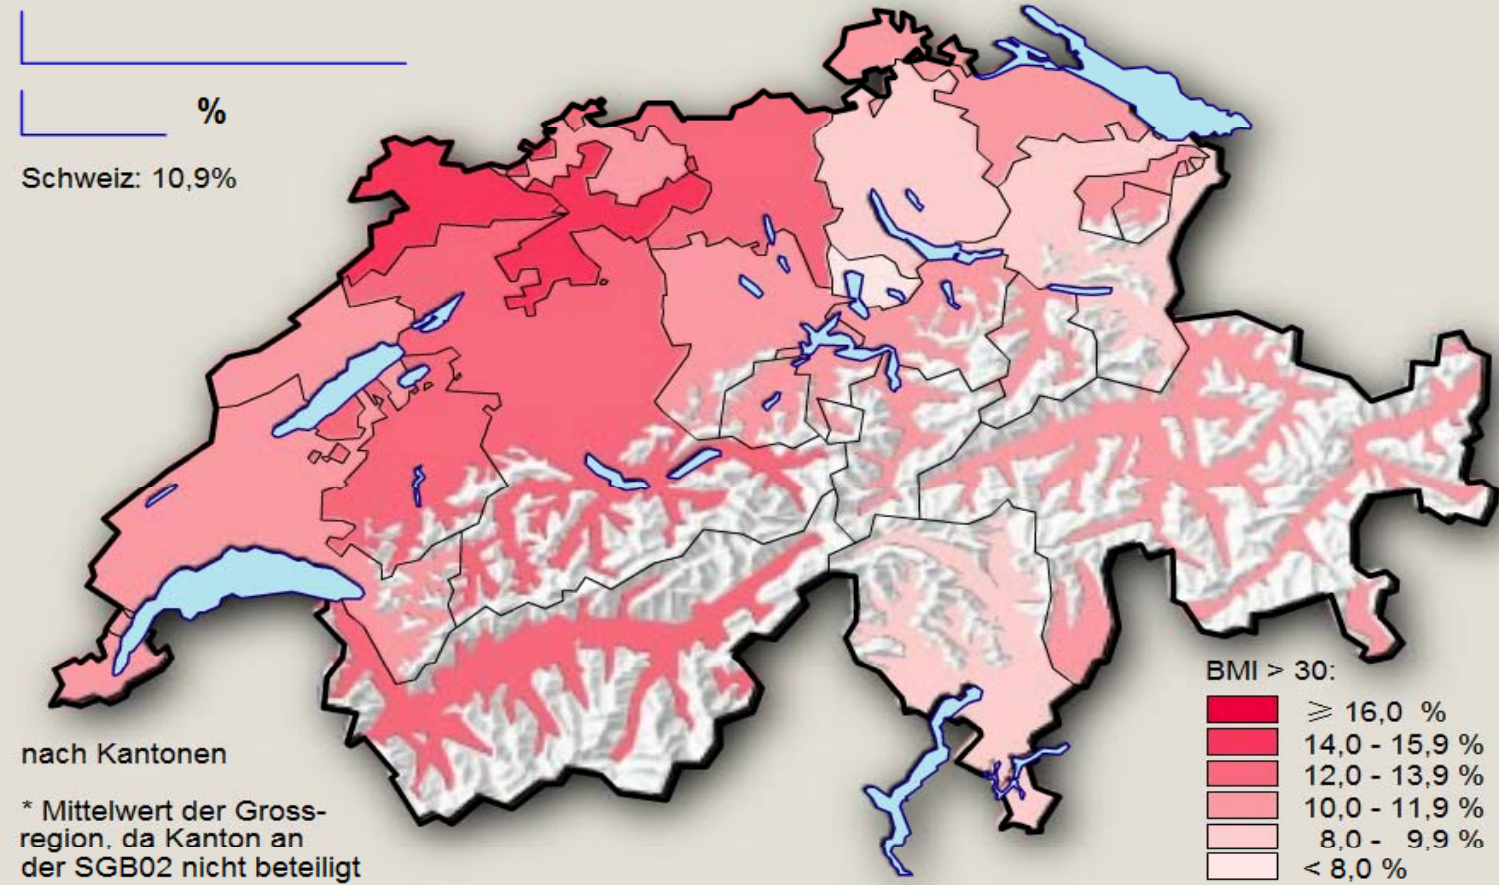 %
Schweiz: 10,9%
nach Kantonen
* Mittelwert der Gross-
region, da Kanton an
der SGB02 nicht beteiligt
BMI > 30:
⩾ 16,0 %
14,0 - 15,9 %
12,0 - 13,9 %
10,0 - 11,9 %
8,0 - 9,9 %
< 8,0 %